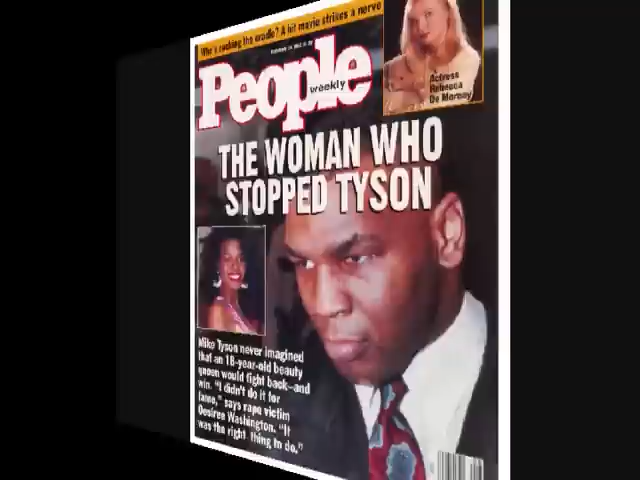 Who's rocking the cradle? A hit movie strikes a nerve
People
weekly
Actress
Rebecca
De Mornay
THE WOMAN WHO
STOPPED TYSON
Mike Tyson never imagined
that an 18-year-old beauty
queen would fight back—and
win. "I didn't do it for
fame," says rape victim
Desiree Washington. "It
was the right thing to do."